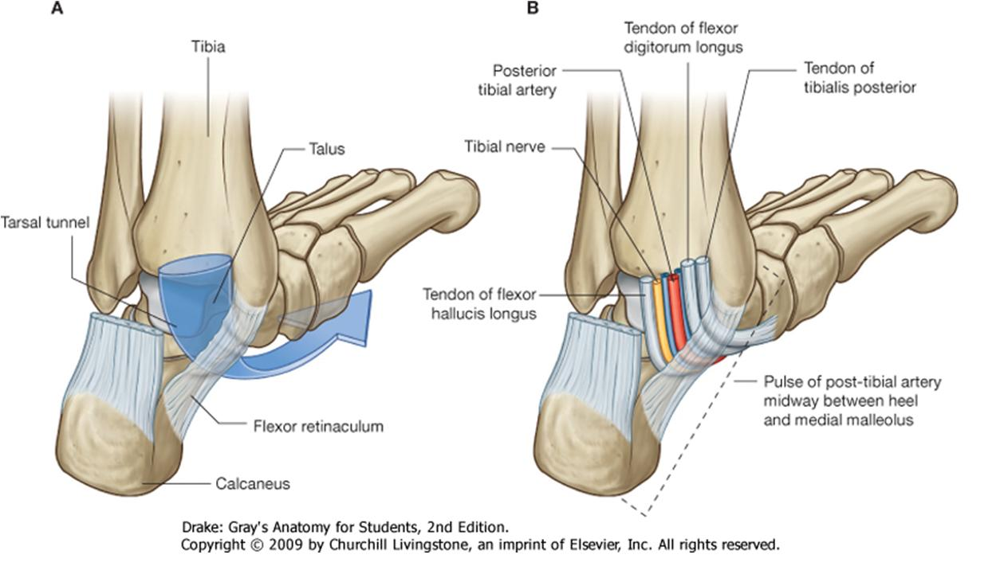 A
Tibia
Talus
Tarsal tunnel
Flexor retinaculum
Calcaneus
B
Tendon of flexor
digitorum longus
Posterior
tibial artery
Tendon of
tibialis posterior
Tibial nerve
Tendon of flexor
hallucis longus
Pulse of post-tibial artery
midway between heel
and medial malleolus
Drake: Gray's Anatomy for Students, 2nd Edition.
Copyright © 2009 by Churchill Livingstone, an imprint of Elsevier, Inc. All rights reserved.